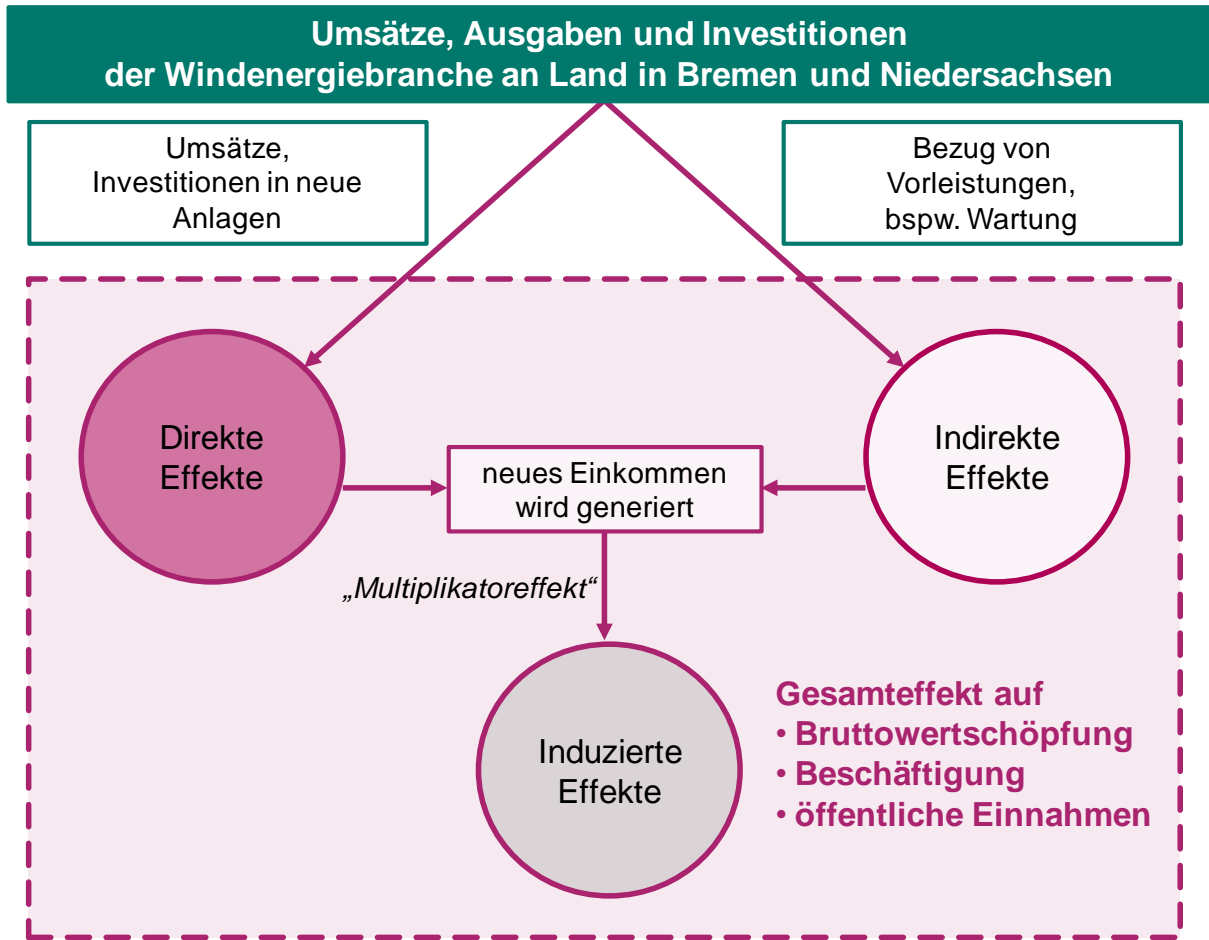 Umsätze, Ausgaben und Investitionen
der Windenergiebranche an Land in Bremen und Niedersachsen
Umsätze,
Investitionen in neue
Anlagen
Bezug von
Vorleistungen,
bspw. Wartung
Direkte
Effekte
neues Einkommen
wird generiert
Indirekte
Effekte
„Multiplikatoreffekt“
Induzierte
Effekte
Gesamteffekt auf
• Bruttowertschöpfung
• Beschäftigung
• öffentliche Einnahmen